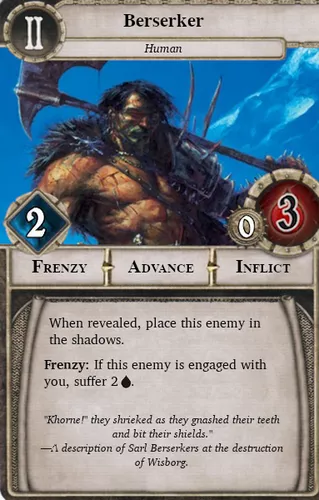 II
Berserker
Human
2
0
3
FRENZY
ADVANCE
INFLICT
When revealed, place this enemy in
the shadows.
Frenzy: If this enemy is engaged with
you, suffer 2.
"Khorne!" they shrieked as they gnashed their teeth
and bit their shields."
—A description of Sarl Berserkers at the destruction
of Wisborg.